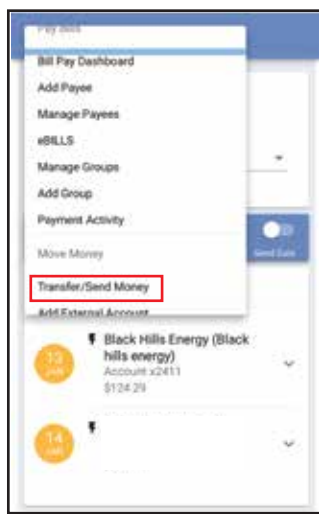 Pay Bills
Bill Pay Dashboard
Add Payee
Manage Payees
eBILLS
Manage Groups
Add Group
Payment Activity
Move Money
Transfer/Send Money
Add External Account
Send Date
13
JAN
Black Hills Energy (Black
hills energy)
Account x2411
$124.29
14
JAN